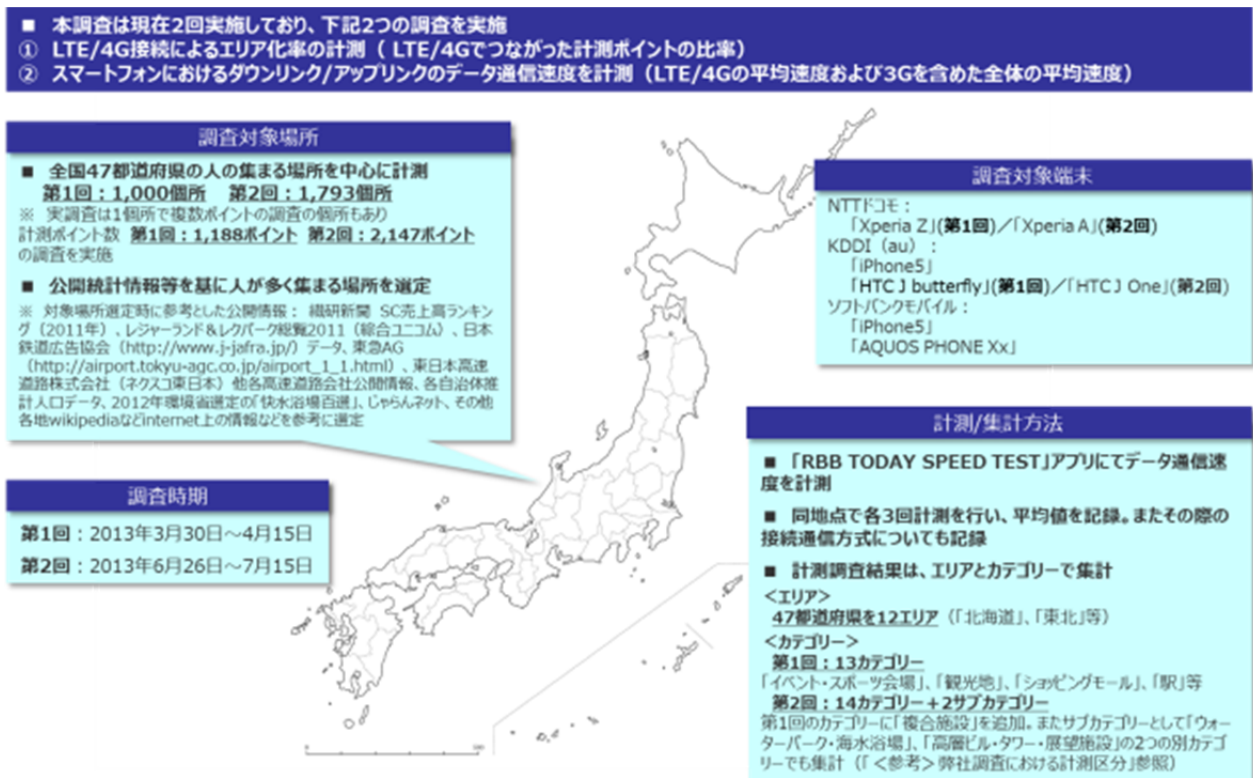 ■ 本調査は現在2回実施しており、下記2つの調査を実施
① LTE/4G接続によるエリア化率の計測（ LTE/4Gでつながった計測ポイントの比率）
② スマートフォンにおけるダウンリンク/アップリンクのデータ通信速度を計測（LTE/4Gの平均速度および3Gを含めた全体の平均速度）
調査対象場所
■ 全国47都道府県の人の集まる場所を中心に計測
第1回：1,000個所 第2回：1,793個所
※ 実調査は1個所で複数ポイントの調査の個所もあり
計測ポイント数 第1回：1,188ポイント 第2回：2,147ポイント
の調査を実施
■ 公開統計情報等を基に人が多く集まる場所を選定
※ 対象場所選定時に参考とした公開情報： 繊研新聞 SC売上高ランキン
グ（2011年）、レジャーランド＆レクパーク総覧2011（綜合ユニコム）、日本
鉄道広告協会（http://www.j-jafra.jp/）データ、東急AG
（http://airport.tokyu-agc.co.jp/airport_1_1.html）、東日本高速
道路株式会社（ネクスコ東日本）他各高速道路会社公開情報、各自治体推
計人口データ、2012年環境省選定の「快水浴場百選」、じゃらんネット、その他
各地wikipediaなどinternet上の情報などを参考に選定
調査時期
第1回：2013年3月30日～4月15日
第2回：2013年6月26日～7月15日
調査対象端末
NTTドコモ：
「Xperia Z」(第1回)／「Xperia A」(第2回)
KDDI（au）：
「iPhone5」
「HTC J butterfly」(第1回)／「HTC J One」(第2回)
ソフトバンクモバイル：
「iPhone5」
「AQUOS PHONE Xx」
計測/集計方法
■ 「RBB TODAY SPEED TEST」アプリにてデータ通信速
度を計測
■ 同地点で各3回計測を行い、平均値を記録。またその際の
接続通信方式についても記録
■ 計測調査結果は、エリアとカテゴリーで集計
＜エリア＞
47都道府県を12エリア（「北海道」、「東北」等）
＜カテゴリー＞
第1回：13カテゴリー
「イベント・スポーツ会場」、「観光地」、「ショッピングモール」、「駅」等
第2回：14カテゴリー＋2サブカテゴリー
第1回のカテゴリーに「複合施設」を追加。またサブカテゴリーとして「ウォー
ターパーク・海水浴場」、「高層ビル・タワー・展望施設」の2つの別カテゴ
リーでも集計（「＜参考＞弊社調査における計測区分」参照）